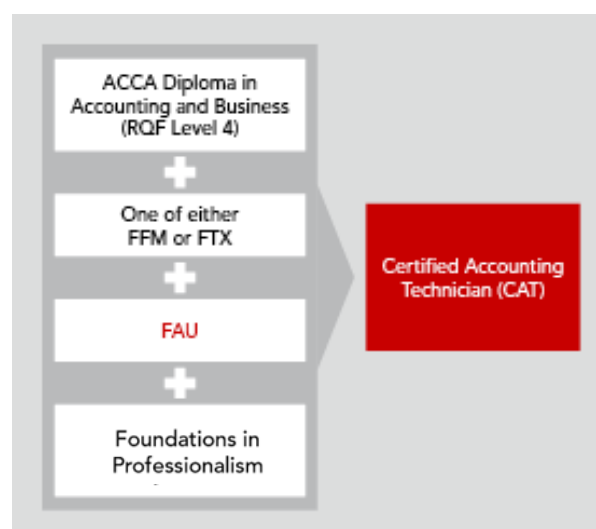 ACCA Diploma in
Accounting and Business
(RQF Level 4)
One of either
FFM or FTX
FAU
Foundations in
Professionalism
Certified Accounting
Technician (CAT)